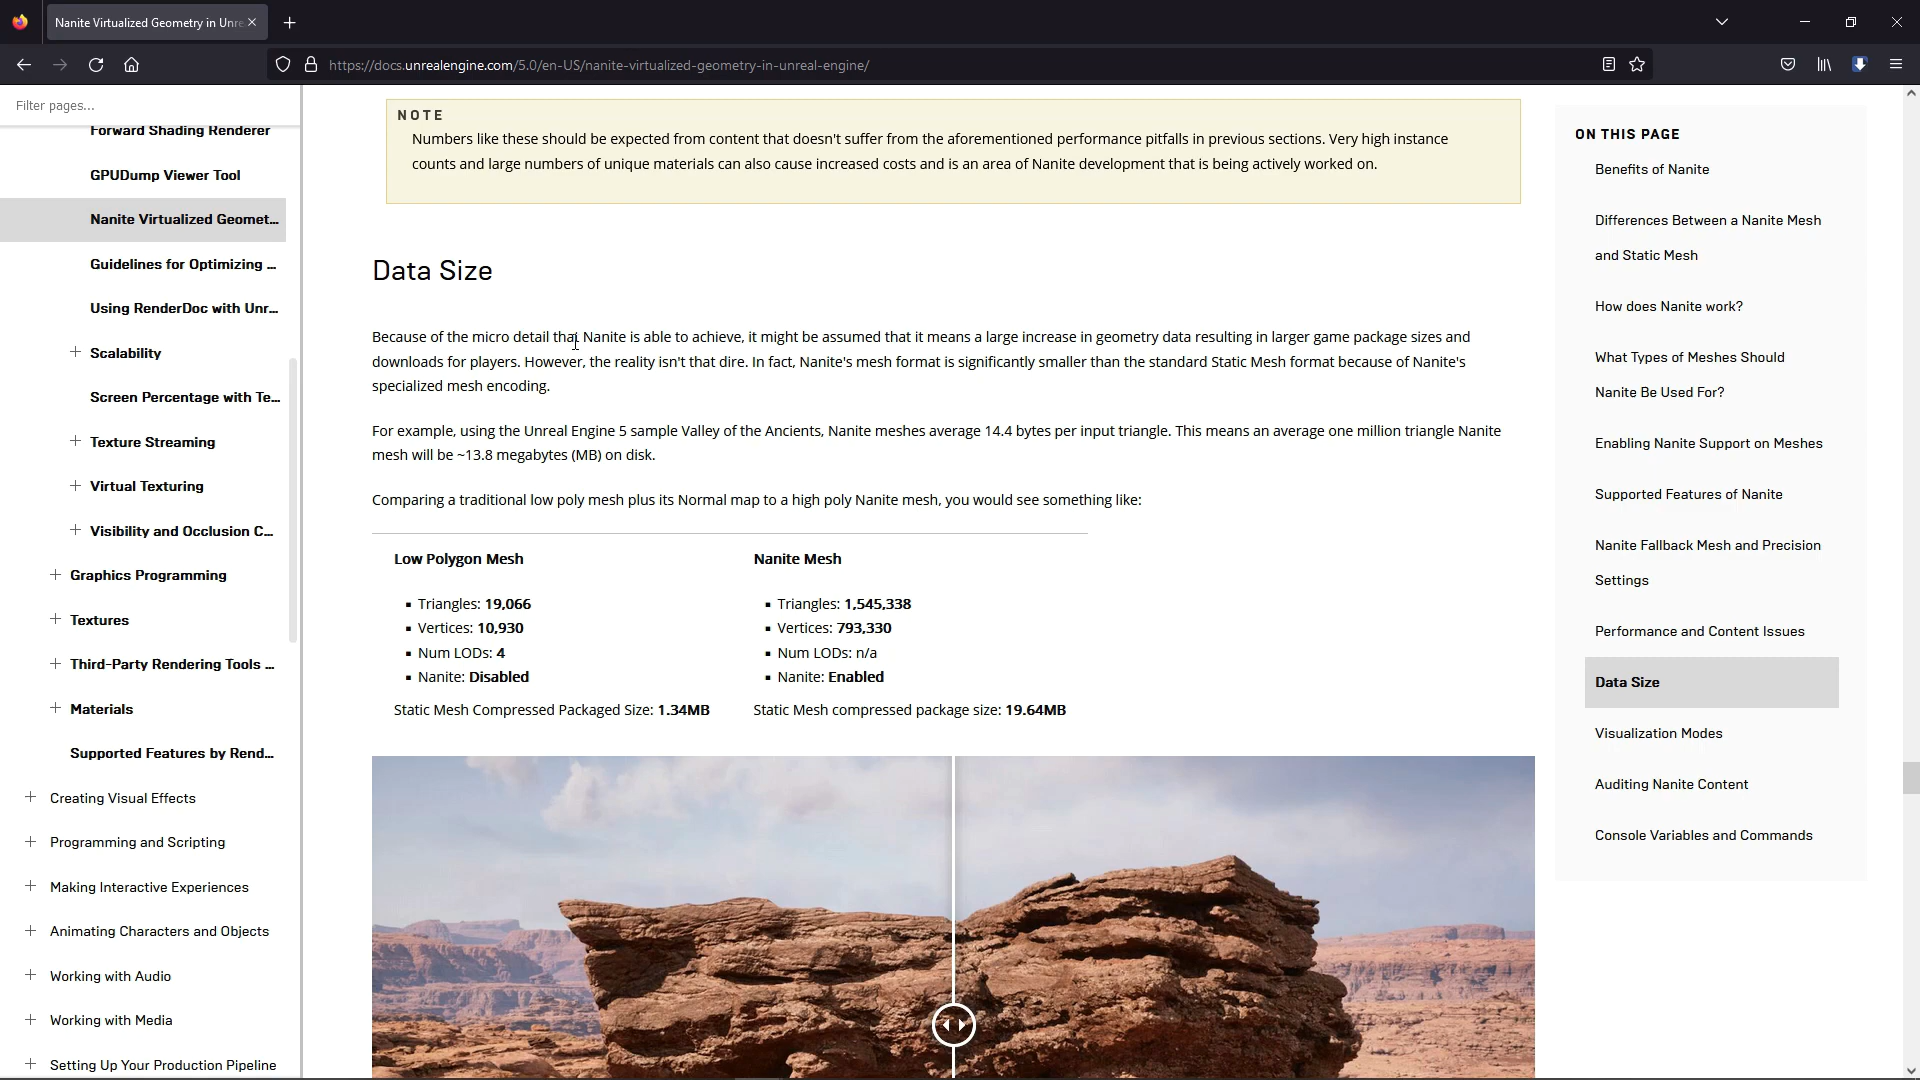 Nanite Virtualized Geometry in Unre
https://docs.unrealengine.com/5.0/en-US/nanite-virtualized-geometry-in-unreal-engine/
Filter pages...
Forward Shading Renderer
GPUDump Viewer Tool
Nanite Virtualized Geomet...
Guidelines for Optimizing ...
Using RenderDoc with Unr...
Scalability
Screen Percentage with Te...
Texture Streaming
Virtual Texturing
Visibility and Occlusion C...
Graphics Programming
Textures
Third-Party Rendering Tools ...
Materials
Supported Features by Rend...
Creating Visual Effects
Programming and Scripting
Making Interactive Experiences
Animating Characters and Objects
Working with Audio
Working with Media
Setting Up Your Production Pipeline
NOTE
Numbers like these should be expected from content that doesn't suffer from the aforementioned performance pitfalls in previous sections. Very high instance
counts and large numbers of unique materials can also cause increased costs and is an area of Nanite development that is being actively worked on.
Data Size
Because of the micro detail that Nanite is able to achieve, it might be assumed that it means a large increase in geometry data resulting in larger game package sizes and
downloads for players. However, the reality isn't that dire. In fact, Nanite's mesh format is significantly smaller than the standard Static Mesh format because of Nanite's
specialized mesh encoding.
For example, using the Unreal Engine 5 sample Valley of the Ancients, Nanite meshes average 14.4 bytes per input triangle. This means an average one million triangle Nanite
mesh will be ~13.8 megabytes (MB) on disk.
Comparing a traditional low poly mesh plus its Normal map to a high poly Nanite mesh, you would see something like:
Low Polygon Mesh
Triangles: 19,066
Vertices: 10,930
Num LODs: 4
Nanite: Disabled
Static Mesh Compressed Packaged Size: 1.34MB
Nanite Mesh
Triangles: 1,545,338
Vertices: 793,330
Num LODs: n/a
Nanite: Enabled
Static Mesh compressed package size: 19.64MB
ON THIS PAGE
Benefits of Nanite
Differences Between a Nanite Mesh
and Static Mesh
How does Nanite work?
What Types of Meshes Should
Nanite Be Used For?
Enabling Nanite Support on Meshes
Supported Features of Nanite
Nanite Fallback Mesh and Precision
Settings
Performance and Content Issues
Data Size
Visualization Modes
Auditing Nanite Content
Console Variables and Commands